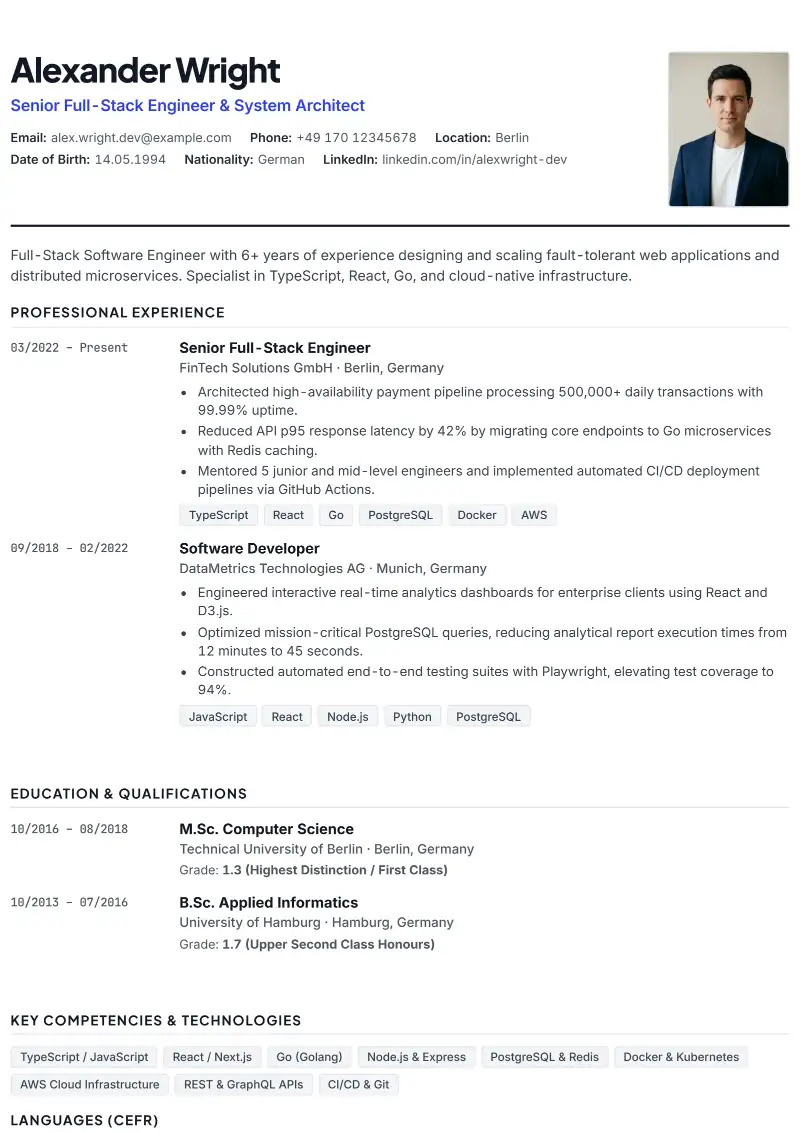 Alexander Wright
Senior Full-Stack Engineer & System Architect
Email: alex.wright.dev@example.com Phone: +49 170 12345678 Location: Berlin
Date of Birth: 14.05.1994 Nationality: German LinkedIn: linkedin.com/in/alexwright-dev
Full-Stack Software Engineer with 6+ years of experience designing and scaling fault-tolerant web applications and
distributed microservices. Specialist in TypeScript, React, Go, and cloud-native infrastructure.
PROFESSIONAL EXPERIENCE
03/2022 – Present Senior Full-Stack Engineer
FinTech Solutions GmbH · Berlin, Germany
• Architected high-availability payment pipeline processing 500,000+ daily transactions with
99.99% uptime.
• Reduced API p95 response latency by 42% by migrating core endpoints to Go microservices
with Redis caching.
• Mentored 5 junior and mid-level engineers and implemented automated CI/CD deployment
pipelines via GitHub Actions.
TypeScript React Go PostgreSQL Docker AWS
09/2018 – 02/2022 Software Developer
DataMetrics Technologies AG · Munich, Germany
• Engineered interactive real-time analytics dashboards for enterprise clients using React and
D3.js.
• Optimized mission-critical PostgreSQL queries, reducing analytical report execution times from
12 minutes to 45 seconds.
• Constructed automated end-to-end testing suites with Playwright, elevating test coverage to
94%.
JavaScript React Node.js Python PostgreSQL
EDUCATION & QUALIFICATIONS
10/2016 – 08/2018 M.Sc. Computer Science
Technical University of Berlin · Berlin, Germany
Grade: 1.3 (Highest Distinction / First Class)
10/2013 – 07/2016 B.Sc. Applied Informatics
University of Hamburg · Hamburg, Germany
Grade: 1.7 (Upper Second Class Honours)
KEY COMPETENCIES & TECHNOLOGIES
TypeScript / JavaScript React / Next.js Go (Golang) Node.js & Express PostgreSQL & Redis Docker & Kubernetes
AWS Cloud Infrastructure REST & GraphQL APIs CI/CD & Git
LANGUAGES (CEFR)